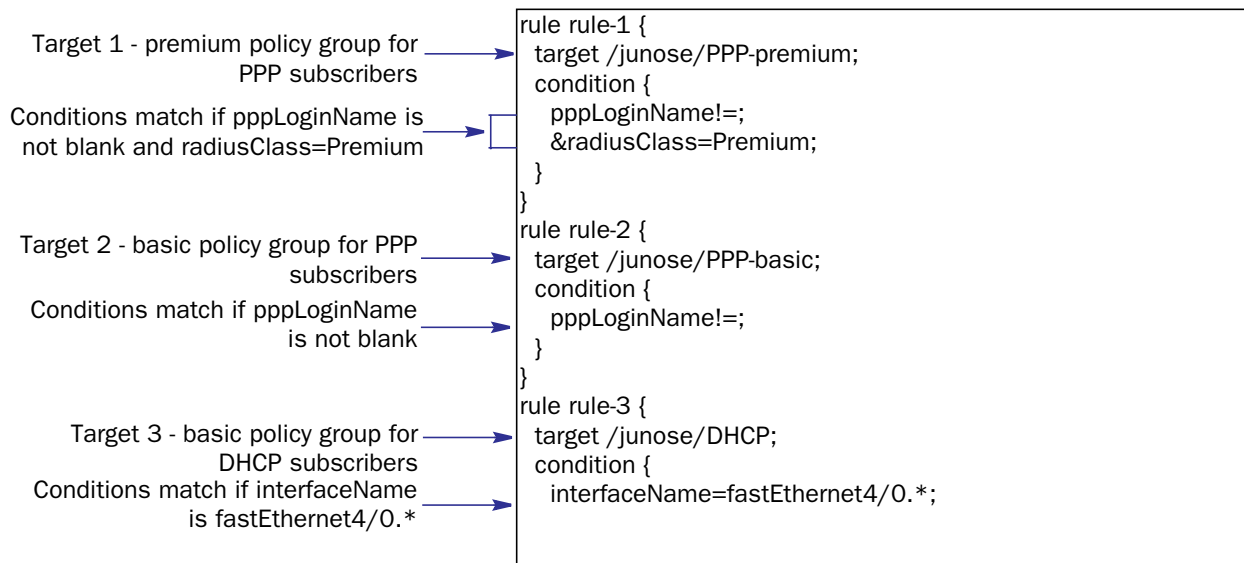 Target 1 - premium policy group for
PPP subscribers
Conditions match if pppLoginName is
not blank and radiusClass=Premium
Target 2 - basic policy group for PPP
subscribers
Conditions match if pppLoginName
is not blank
Target 3 - basic policy group for
DHCP subscribers
Conditions match if interfaceName
is fastEthernet4/0.*
rule rule-1 {
target /junose/PPP-premium;
condition {
pppLoginName!=;
&radiusClass=Premium;
}
}
rule rule-2 {
target /junose/PPP-basic;
condition {
pppLoginName!=;
}
}
rule rule-3 {
target /junose/DHCP;
condition {
interfaceName=fastEthernet4/0.*;